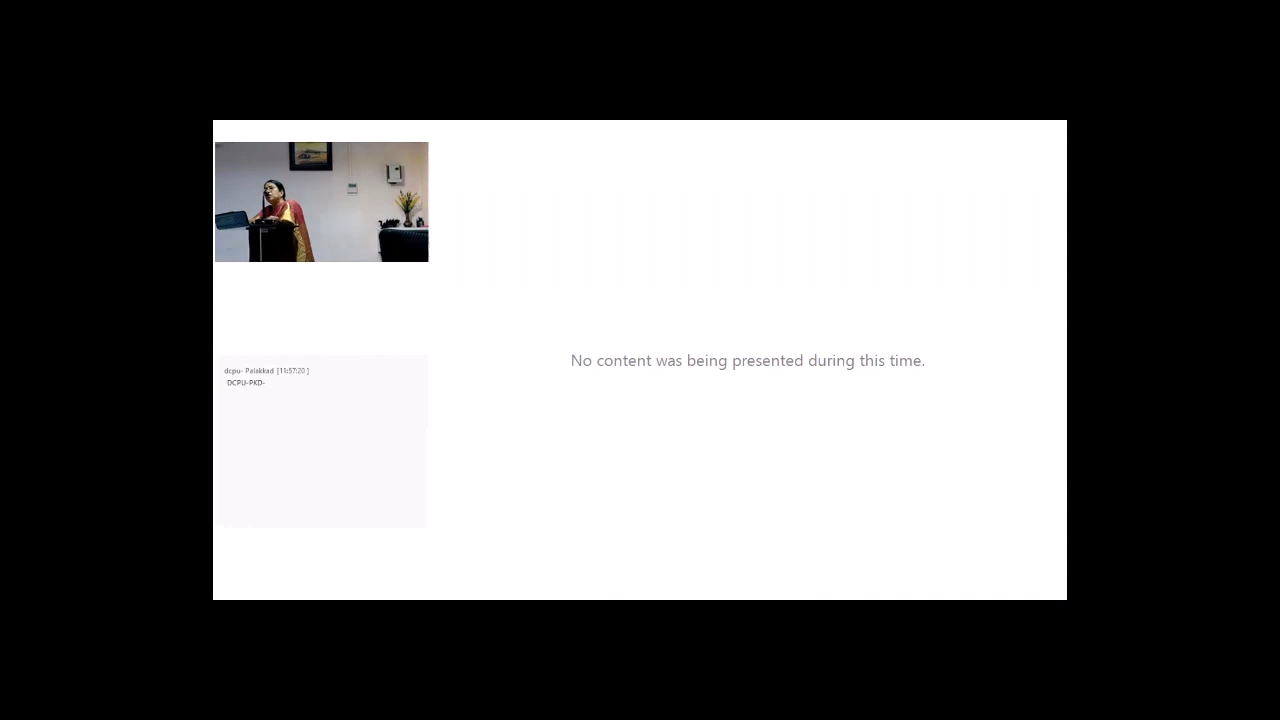 dcpu- Palakkad [11:57:20 ]
DCPU-PKD-
No content was being presented during this time.